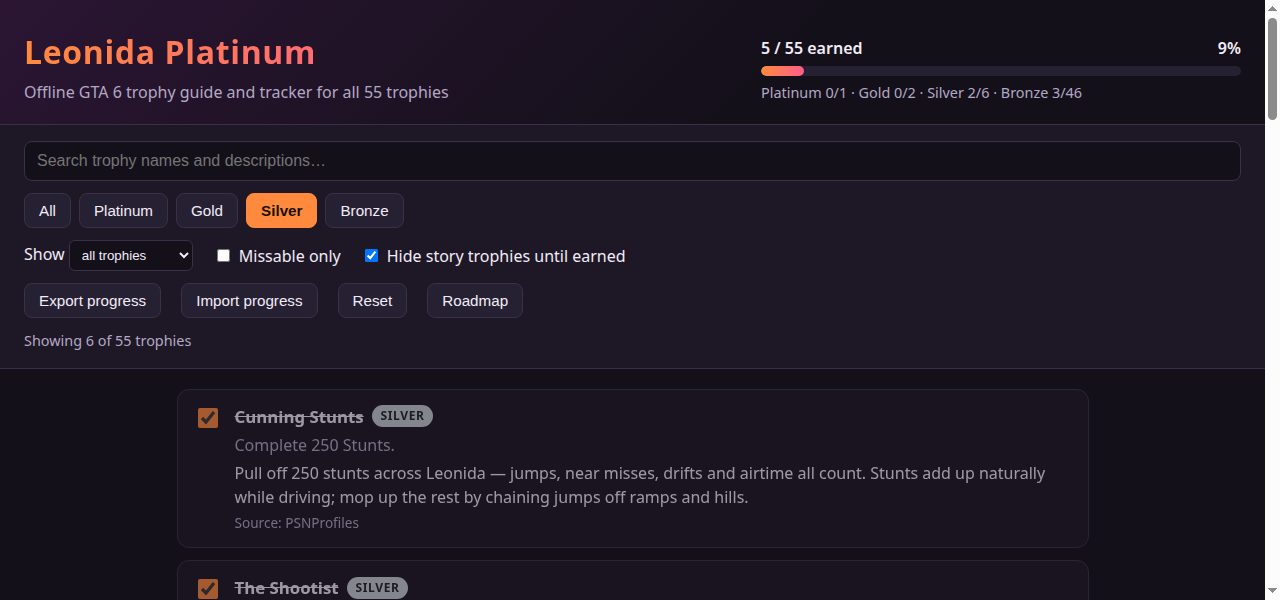 Leonida Platinum
Offline GTA 6 trophy guide and tracker for all 55 trophies
5 / 55 earned 9%
Platinum 0/1 · Gold 0/2 · Silver 2/6 · Bronze 3/46
Search trophy names and descriptions…
All Platinum Gold Silver Bronze
Show all trophies Missable only Hide story trophies until earned
Export progress Import progress Reset Roadmap
Showing 6 of 55 trophies
Cunning Stunts SILVER
Complete 250 Stunts.
Pull off 250 stunts across Leonida — jumps, near misses, drifts and airtime all count. Stunts add up naturally
while driving; mop up the rest by chaining jumps off ramps and hills.
Source: PSNProfiles
The Shootist SILVER